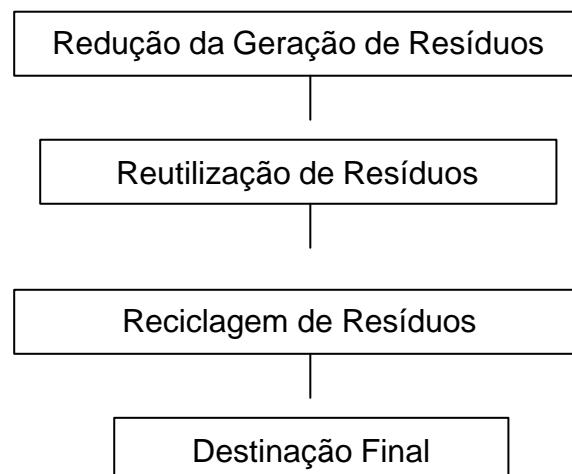 Redução da Geração de Resíduos
Reutilização de Resíduos
Reciclagem de Resíduos
Destinação Final